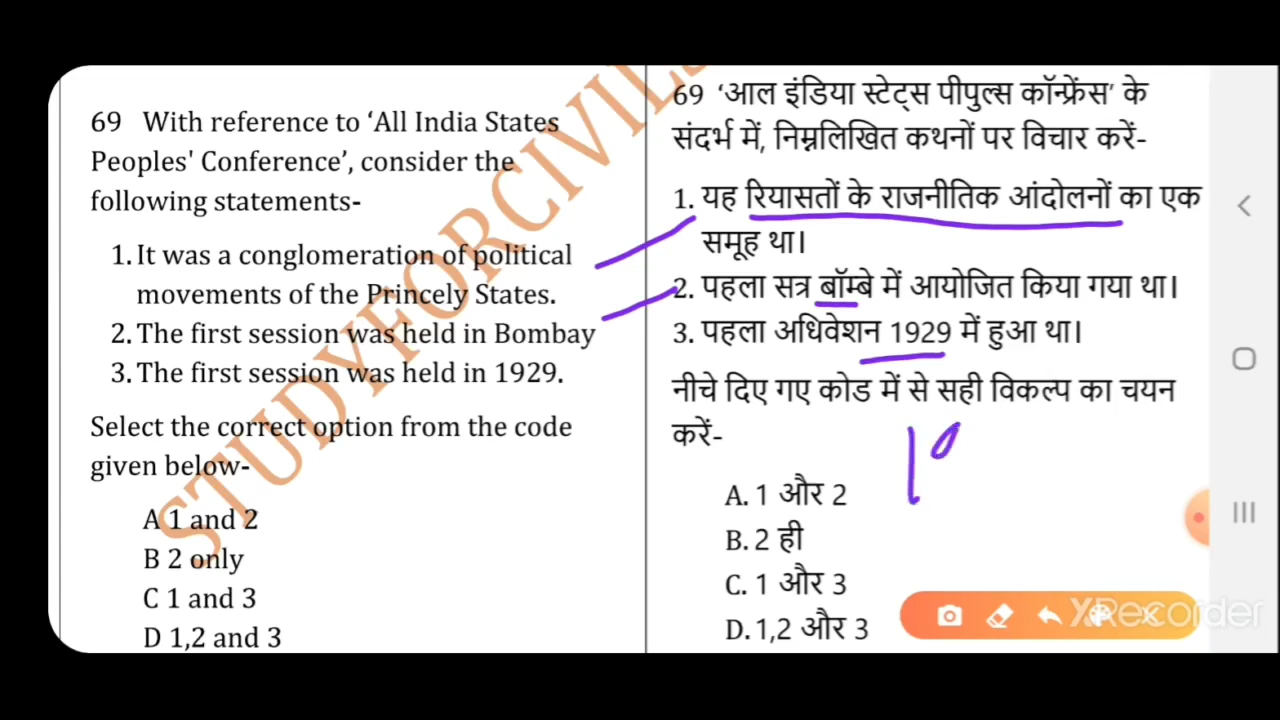 69 With reference to ‘All India States
Peoples' Conference’, consider the
following statements-
1. It was a conglomeration of political
movements of the Princely States.
2. The first session was held in Bombay
3. The first session was held in 1929.
Select the correct option from the code
given below-
A 1 and 2
B 2 only
C 1 and 3
D 1,2 and 3
STUDYFORCIVILS
69 ‘आल इंडिया स्टेट्स पीपुल्स कॉन्फ्रेंस’ के
संदर्भ में, निम्नलिखित कथनों पर विचार करें-
1. यह रियासतों के राजनीतिक आंदोलनों का एक
समूह था।
2. पहला सत्र बॉम्बे में आयोजित किया गया था।
3. पहला अधिवेशन 1929 में हुआ था।
नीचे दिए गए कोड में से सही विकल्प का चयन
करें-
A. 1 और 2
B. 2 ही
C. 1 और 3
D. 1,2 और 3
XRecorder